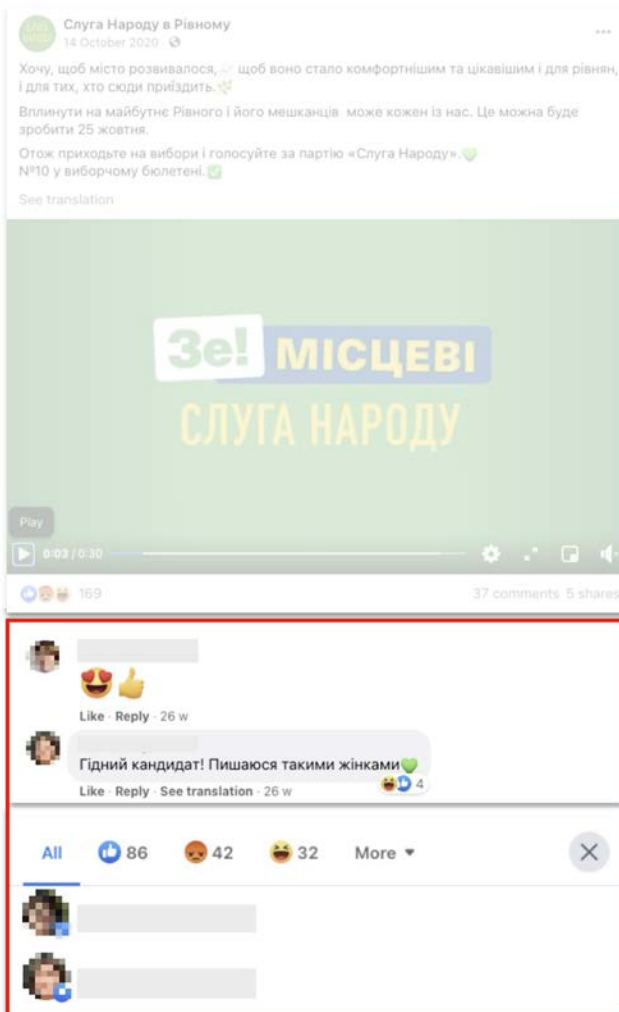 Слуга Народу в Рівному
14 October 2020 ·
Хочу, щоб місто розвивалося, щоб воно стало комфортнішим та цікавішим і для рівнян,
і для тих, хто сюди приїздить.
Вплинути на майбутнє Рівного і його мешканців може кожен із нас. Це можна буде
зробити 25 жовтня.
Отож приходьте на вибори і голосуйте за партію «Слуга Народу».
№10 у виборчому бюлетені.
See translation
Зе! МІСЦЕВІ
СЛУГА НАРОДУ
Play
0:03 / 0:30
169 37 comments 5 shares
Like · Reply · 26 w
Гідний кандидат! Пишаюся такими жінками
4
Like · Reply · See translation · 26 w
All 86 42 32 More